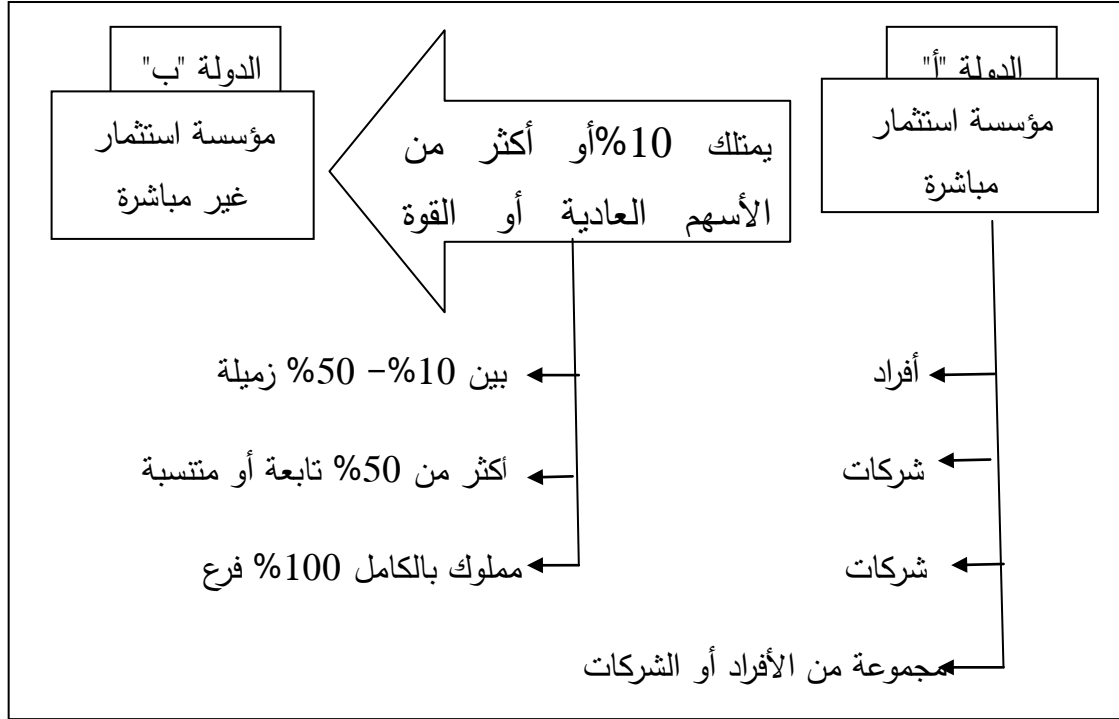 الدولة "أ"
مؤسسة استثمار
مباشرة
يمتلك 10%أو أكثر من
الأسهم العادية أو القوة
الدولة "ب"
مؤسسة استثمار
غير مباشرة
أفراد
شركات
شركات
مجموعة من الأفراد أو الشركات
بين 10%- 50% زميلة
أكثر من 50% تابعة أو منتسبة
مملوك بالكامل 100% فرع